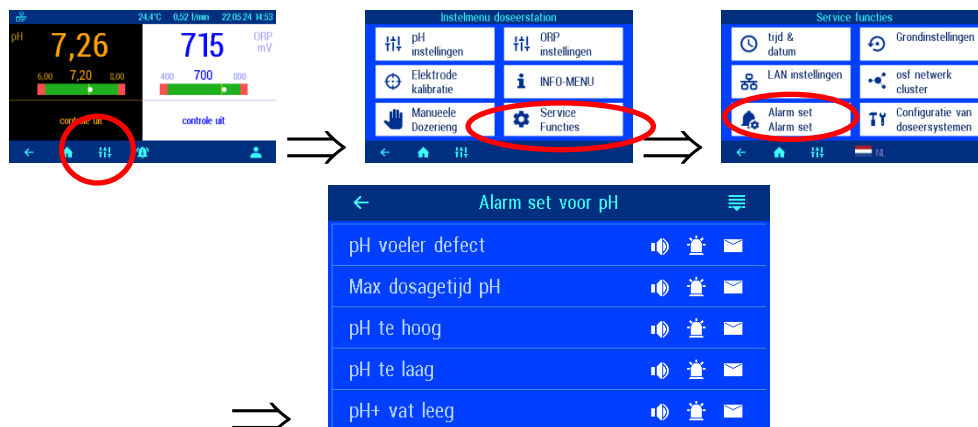 24,4°C 0,52 l/min 22.05.24 14:53
pH 7,26
715 ORP mV
6,00 7,20 8,00
400 700 800
controle uit
controle uit
Instelmenu doseerstation
pH instellingen
ORP instellingen
Elektrode kalibratie
INFO-MENU
Manueele Dozerieng
Service Functies
Service functies
tijd & datum
Grondinstellingen
LAN instellingen
osf netwerk cluster
Alarm set Alarm set
Configuratie van doseersystemen
NL
Alarm set voor pH
pH voeler defect
Max dosagetijd pH
pH te hoog
pH te laag
pH+ vat leeg